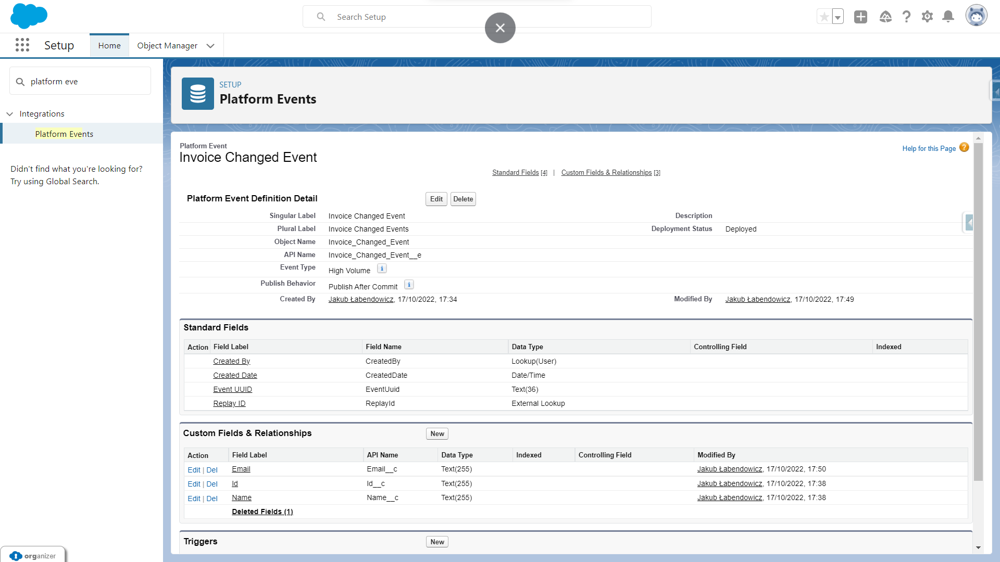 Search Setup
Setup
Home
Object Manager
platform eve
Integrations
Platform Events
Didn't find what you're looking for?
Try using Global Search.
SETUP
Platform Events
Platform Event
Invoice Changed Event
Help for this Page ?
Standard Fields [4] | Custom Fields & Relationships [3]
Platform Event Definition Detail Edit Delete
Singular Label Invoice Changed Event Description
Plural Label Invoice Changed Events Deployment Status Deployed
Object Name Invoice_Changed_Event
API Name Invoice_Changed_Event__e
Event Type High Volume i
Publish Behavior Publish After Commit i
Created By Jakub Łabendowicz, 17/10/2022, 17:34 Modified By Jakub Łabendowicz, 17/10/2022, 17:49
Standard Fields
Action Field Label Field Name Data Type Controlling Field Indexed
Created By CreatedBy Lookup(User)
Created Date CreatedDate Date/Time
Event UUID EventUuid Text(36)
Replay ID ReplayId External Lookup
Custom Fields & Relationships New
Action Field Label API Name Data Type Indexed Controlling Field Modified By
Edit | Del Email Email__c Text(255) Jakub Łabendowicz, 17/10/2022, 17:50
Edit | Del Id Id__c Text(255) Jakub Łabendowicz, 17/10/2022, 17:38
Edit | Del Name Name__c Text(255) Jakub Łabendowicz, 17/10/2022, 17:38
Deleted Fields (1)
Triggers New
organizer